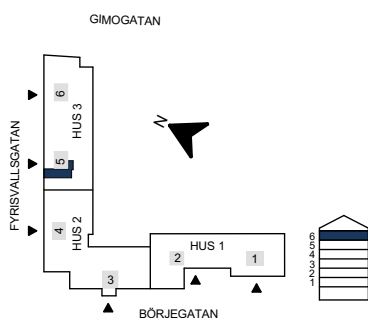 GIMOGATAN
N
6
HUS 3
FYRISVALLSGATAN
5
4
HUS 2
HUS 1
2
1
3
BÖRJEGATAN
6
5
4
3
2
1